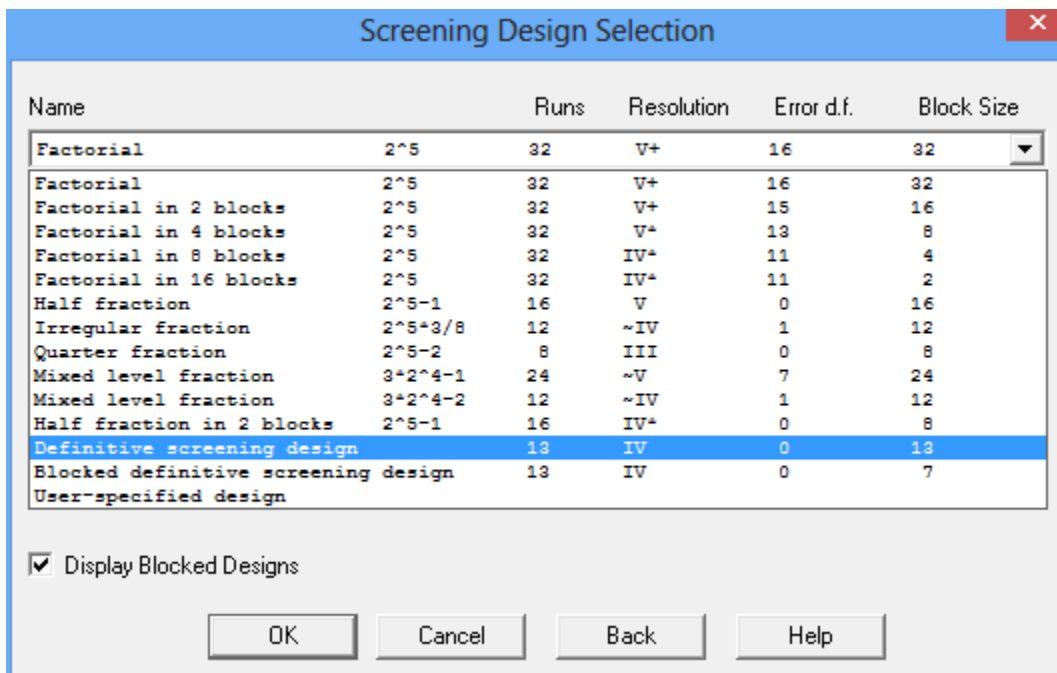 Screening Design Selection
Name Runs Resolution Error d.f. Block Size
Factorial 2^5 32 V+ 16 32
Factorial 2^5 32 V+ 16 32
Factorial in 2 blocks 2^5 32 V+ 15 16
Factorial in 4 blocks 2^5 32 V* 13 8
Factorial in 8 blocks 2^5 32 IV* 11 4
Factorial in 16 blocks 2^5 32 IV* 11 2
Half fraction 2^5-1 16 V 0 16
Irregular fraction 2^5*3/8 12 ~IV 1 12
Quarter fraction 2^5-2 8 III 0 8
Mixed level fraction 3*2^4-1 24 ~V 7 24
Mixed level fraction 3*2^4-2 12 ~IV 1 12
Half fraction in 2 blocks 2^5-1 16 IV* 0 8
Definitive screening design 13 IV 0 13
Blocked definitive screening design 13 IV 0 7
User-specified design
Display Blocked Designs
OK Cancel Back Help